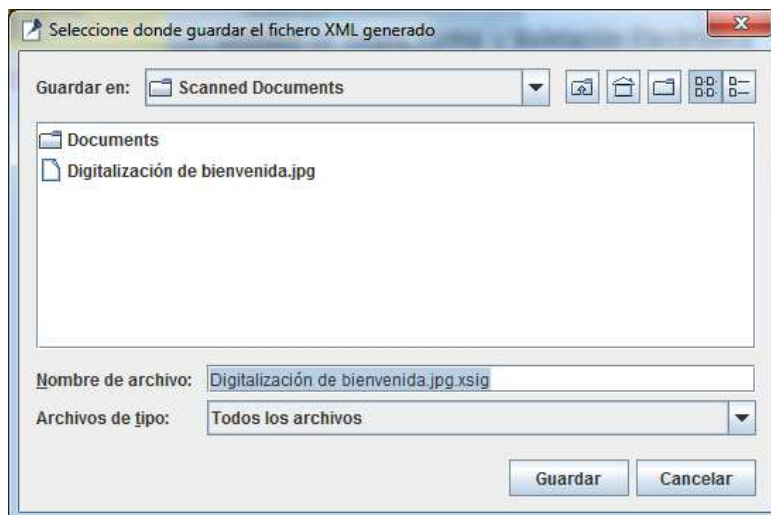 Seleccione donde guardar el fichero XML generado
Guardar en: Scanned Documents
Documents
Digitalización de bienvenida.jpg
Nombre de archivo: Digitalización de bienvenida.jpg.xsig
Archivos de tipo: Todos los archivos
Guardar Cancelar